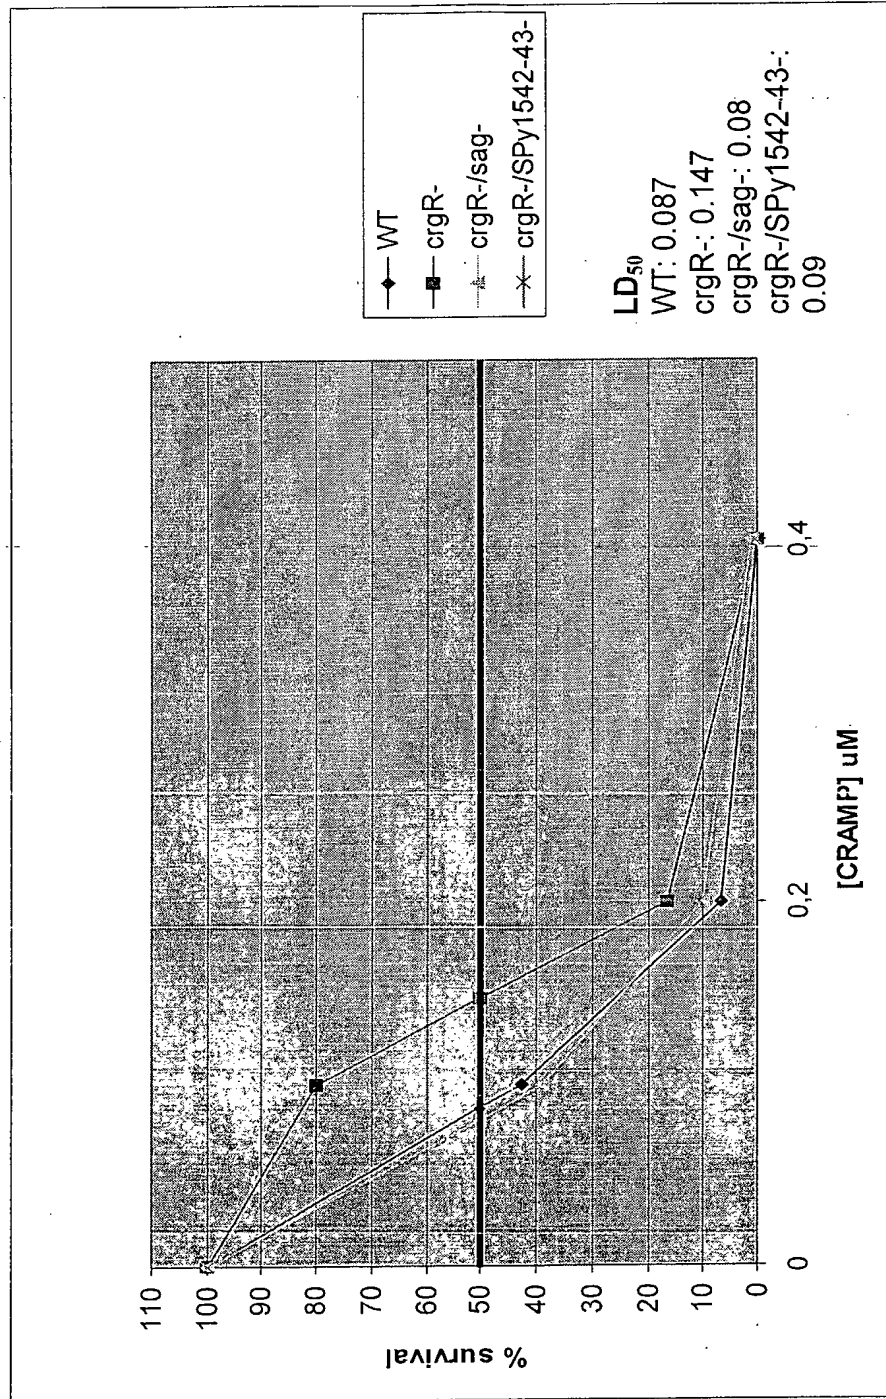 110
100
90
80
70
60
50
40
30
20
10
0
% survival
0
0,2
0,4
[CRAMP] uM
WT
crgR-
crgR-/sag-
crgR-/SPy1542-43-
LD50
WT: 0.087
crgR-: 0.147
crgR-/sag-: 0.08
crgR-/SPy1542-43-:
0.09